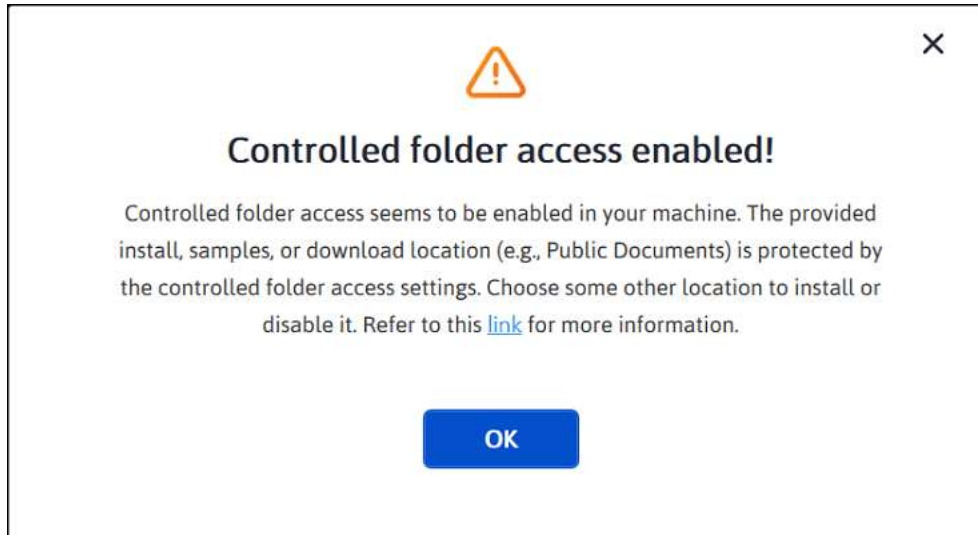 Controlled folder access enabled!
Controlled folder access seems to be enabled in your machine. The provided
install, samples, or download location (e.g., Public Documents) is protected by
the controlled folder access settings. Choose some other location to install or
disable it. Refer to this link for more information.
OK